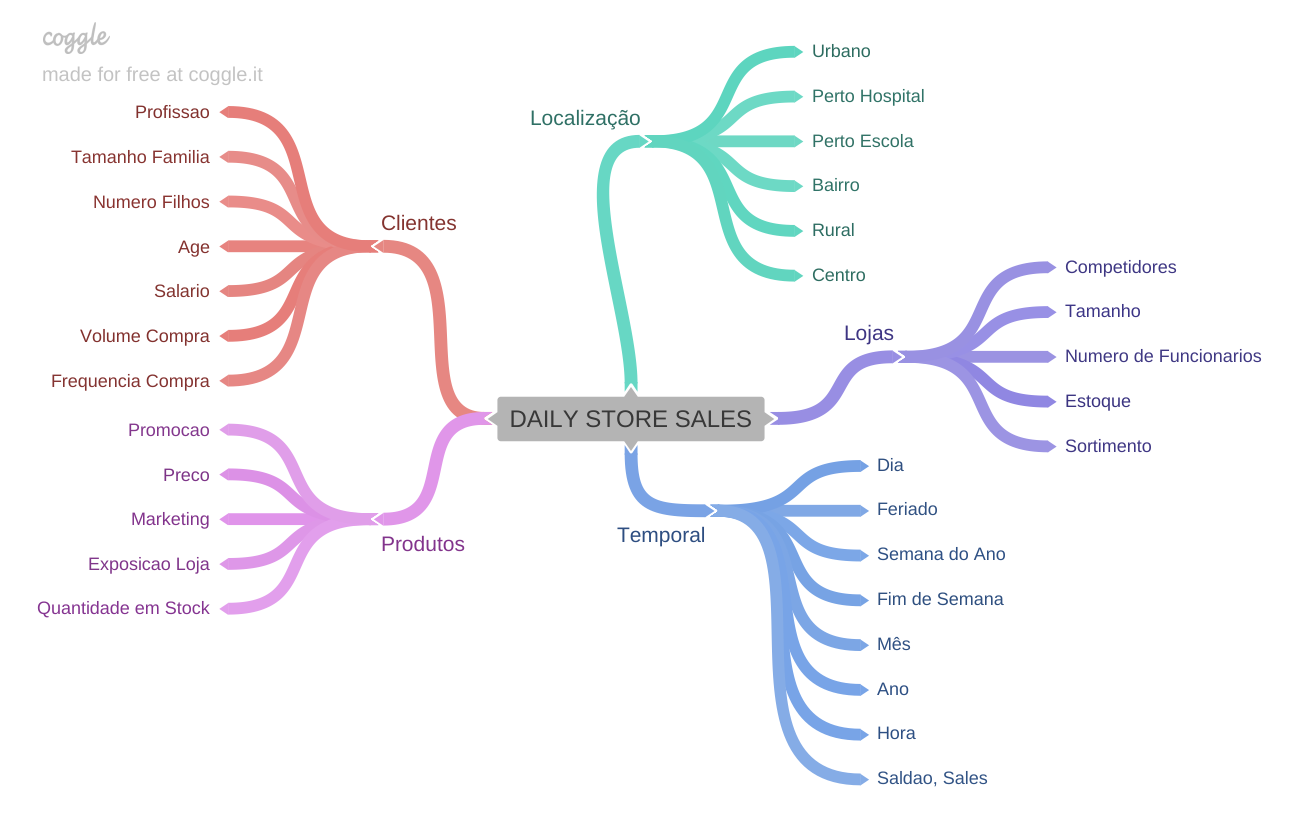 coggle
made for free at coggle.it
Clientes
Profissao
Tamanho Familia
Numero Filhos
Age
Salario
Volume Compra
Frequencia Compra
Produtos
Promocao
Preco
Marketing
Exposicao Loja
Quantidade em Stock
DAILY STORE SALES
Localização
Urbano
Perto Hospital
Perto Escola
Bairro
Rural
Centro
Lojas
Competidores
Tamanho
Numero de Funcionarios
Estoque
Sortimento
Temporal
Dia
Feriado
Semana do Ano
Fim de Semana
Mês
Ano
Hora
Saldao, Sales